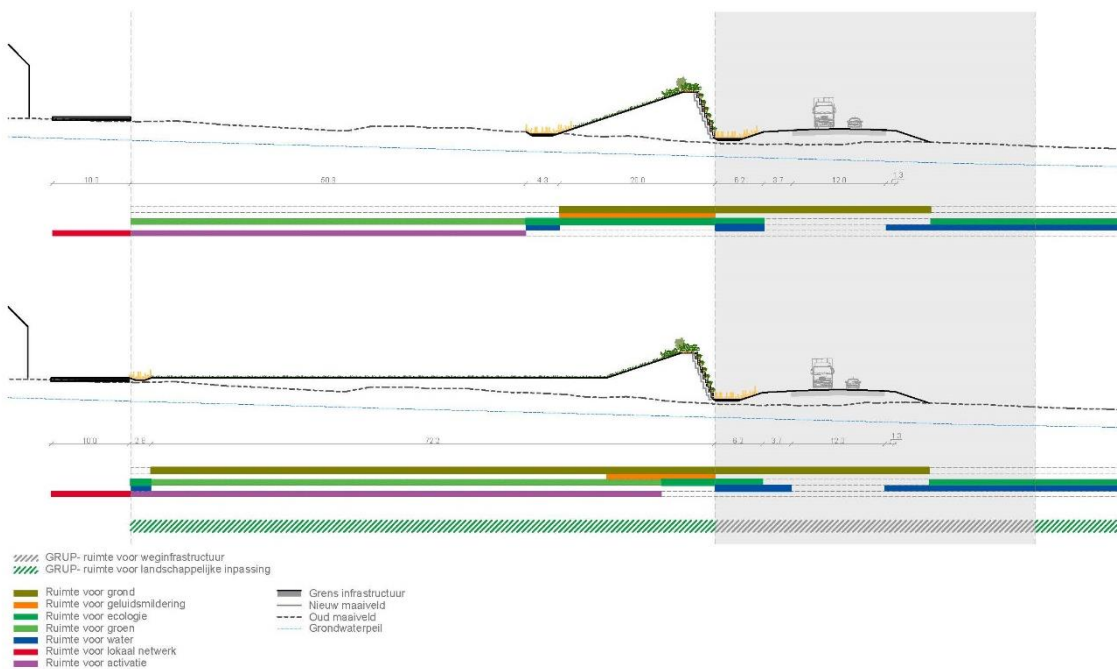 10.0 50.8 4.3 20.0 6.2 3.7 12.0 1.3
10.0 2.6 72.2 6.2 3.7 12.0 1.3
GRUP- ruimte voor weginfrastructuur
GRUP- ruimte voor landschappelijke inpassing
Ruimte voor grond
Ruimte voor geluidsmildering
Ruimte voor ecologie
Ruimte voor groen
Ruimte voor water
Ruimte voor lokaal netwerk
Ruimte voor activatie
Grens infrastructuur
Nieuw maaiveld
Oud maaiveld
Grondwaterpeil